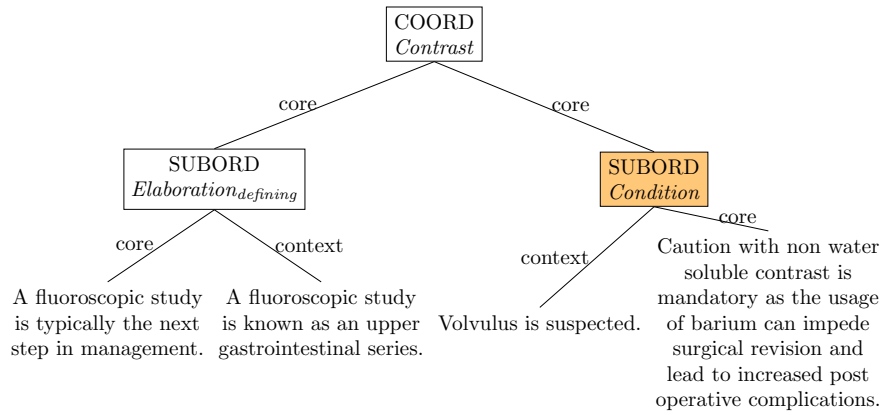 COORD
Contrast
core
core
SUBORD
Elaboration_defining
SUBORD
Condition
core
context
context
core
A fluoroscopic study
is typically the next
step in management.
A fluoroscopic study
is known as an upper
gastrointestinal series.
Volvulus is suspected.
Caution with non water
soluble contrast is
mandatory as the usage
of barium can impede
surgical revision and
lead to increased post
operative complications.